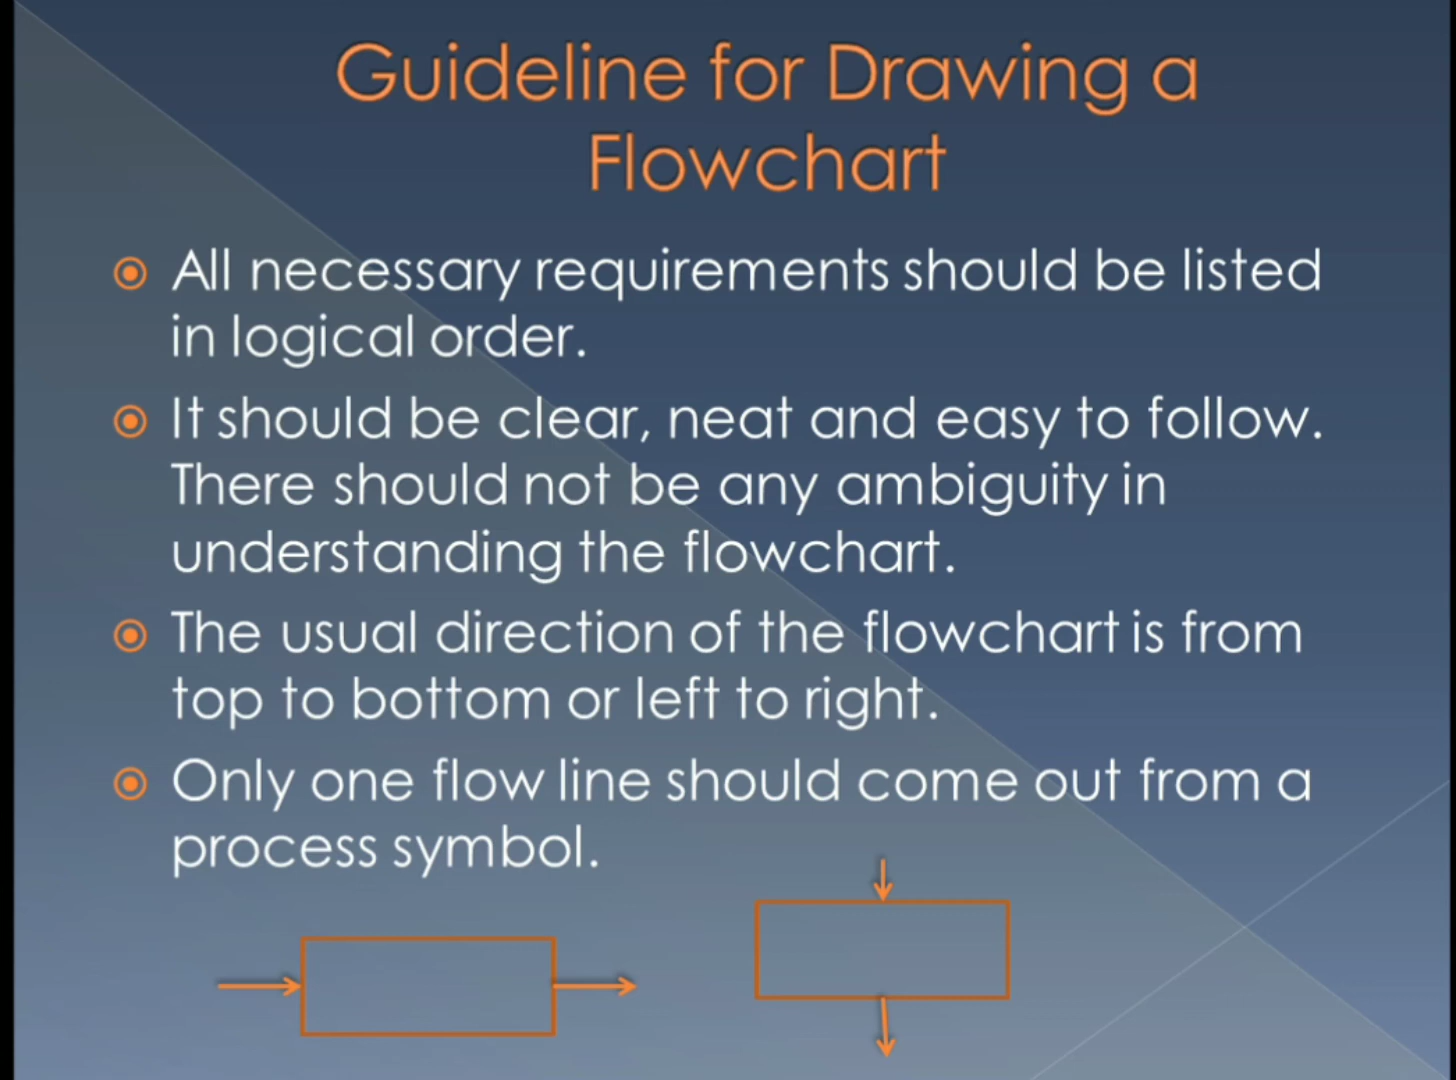 Guideline for Drawing a
Flowchart
All necessary requirements should be listed
in logical order.
It should be clear, neat and easy to follow.
There should not be any ambiguity in
understanding the flowchart.
The usual direction of the flowchart is from
top to bottom or left to right.
Only one flow line should come out from a
process symbol.